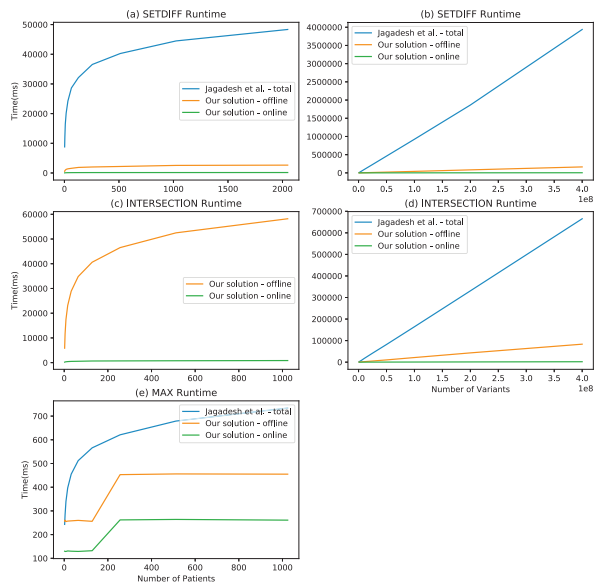 (a) SETDIFF Runtime
Time(ms)
50000
40000
30000
20000
10000
0
Jagadesh et al. - total
Our solution - offline
Our solution - online
0 500 1000 1500 2000
(b) SETDIFF Runtime
4000000
3500000
3000000
2500000
2000000
1500000
1000000
500000
0
Jagadesh et al. - total
Our solution - offline
Our solution - online
0.0 0.5 1.0 1.5 2.0 2.5 3.0 3.5 4.0
1e8
(c) INTERSECTION Runtime
Time(ms)
60000
50000
40000
30000
20000
10000
0
Our solution - offline
Our solution - online
0 200 400 600 800 1000
(d) INTERSECTION Runtime
700000
600000
500000
400000
300000
200000
100000
0
Jagadesh et al. - total
Our solution - offline
Our solution - online
0.0 0.5 1.0 1.5 2.0 2.5 3.0 3.5 4.0
Number of Variants
1e8
(e) MAX Runtime
Time(ms)
700
600
500
400
300
200
100
Jagadesh et al. - total
Our solution - offline
Our solution - online
0 200 400 600 800 1000
Number of Patients